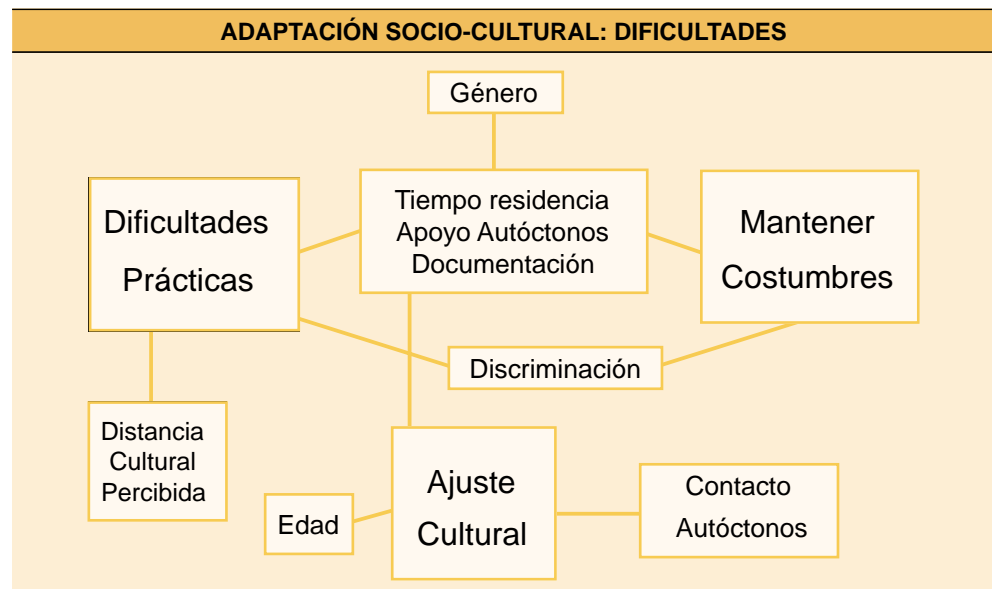 ADAPTACIÓN SOCIO-CULTURAL: DIFICULTADES
Género
Dificultades
Prácticas
Tiempo residencia
Apoyo Autóctonos
Documentación
Mantener
Costumbres
Discriminación
Distancia
Cultural
Percibida
Edad
Ajuste
Cultural
Contacto
Autóctonos